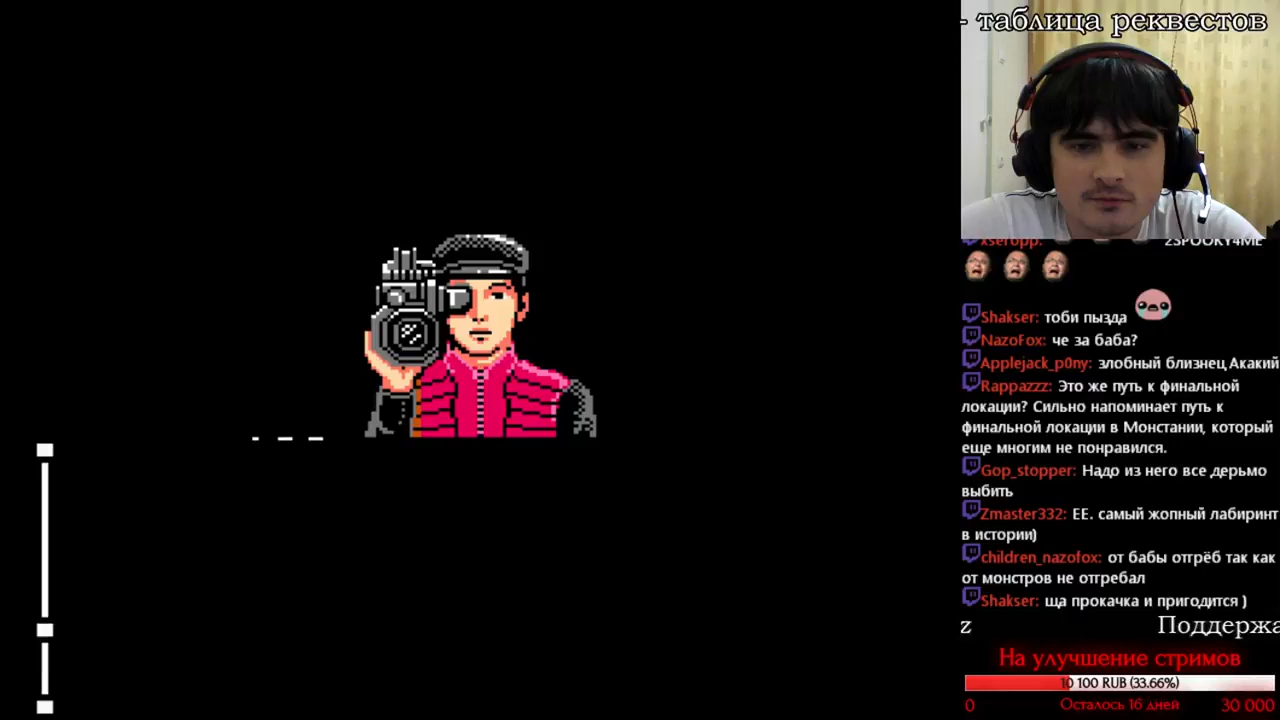 - таблица реквестов
xseropp: 2SPOOKY4ME
Shakser: тоби пызда
NazoFox: че за баба?
Applejack_p0ny: злобный близнец Акакий
Rappazzz: Это же путь к финальной
локации? Сильно напоминает путь к
финальной локации в Монстании, который
еще многим не понравился.
Gop_stopper: Надо из него все дерьмо
выбить
Zmaster332: ЕЕ. самый жопный лабиринт
в истории)
children_nazofox: от бабы отгрёб так как
от монстров не отгребал
Shakser: ща прокачка и пригодится )
z Поддержа
На улучшение стримов
10 100 RUB (33.66%)
0 Осталось 16 дней 30 000